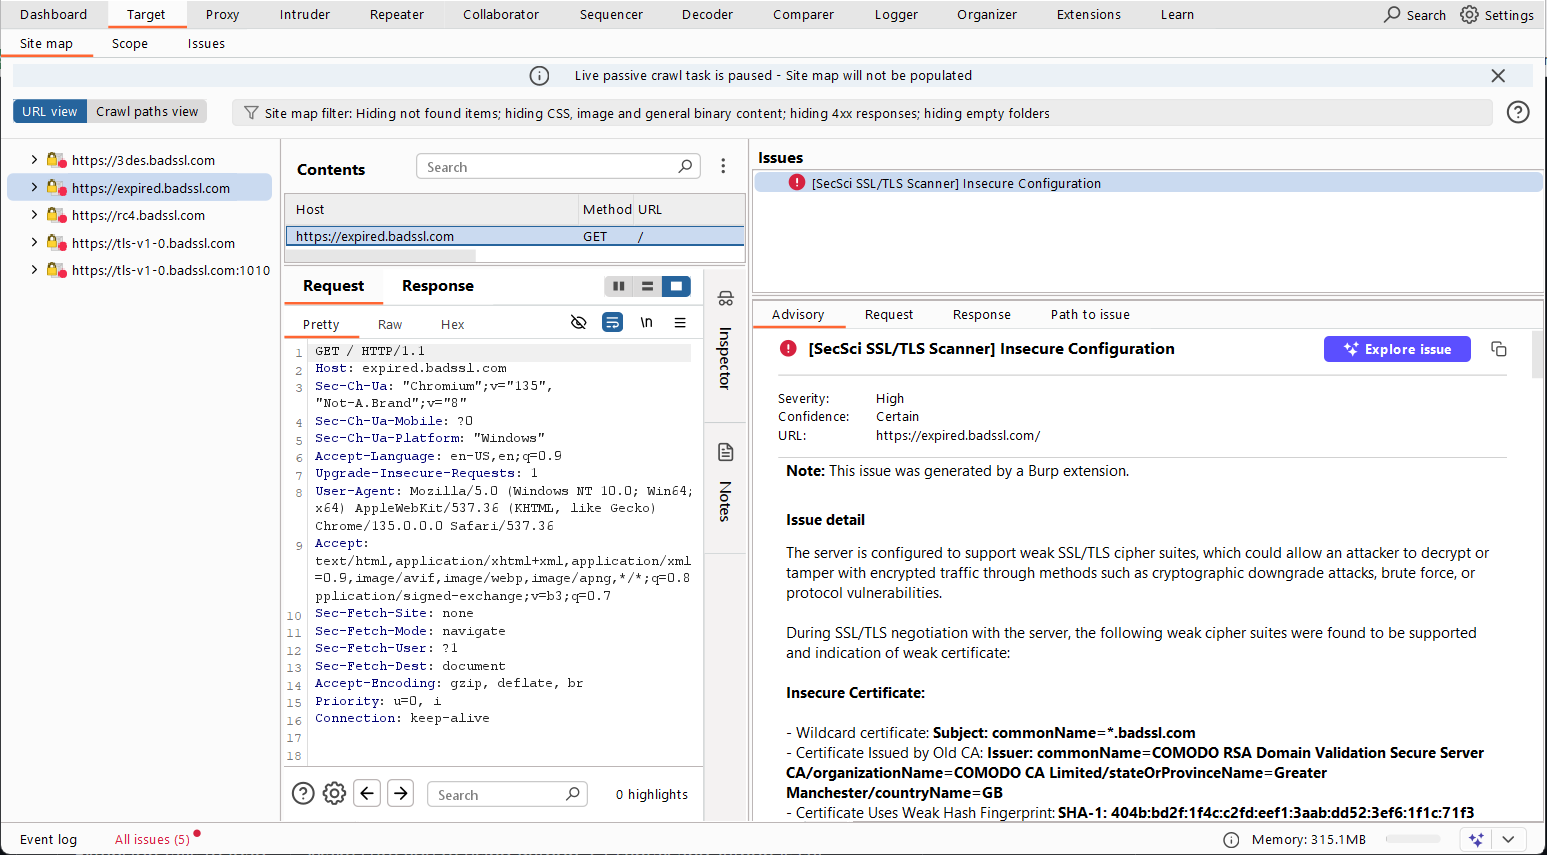 Dashboard Target Proxy Intruder Repeater Collaborator Sequencer Decoder Comparer Logger Organizer Extensions Learn Search Settings
Site map Scope Issues
Live passive crawl task is paused - Site map will not be populated
URL view Crawl paths view
Site map filter: Hiding not found items; hiding CSS, image and general binary content; hiding 4xx responses; hiding empty folders
https://3des.badssl.com
https://expired.badssl.com
https://rc4.badssl.com
https://tls-v1-0.badssl.com
https://tls-v1-0.badssl.com:1010
Contents
Search
Host Method URL
https://expired.badssl.com GET /
Request Response
Pretty Raw Hex
\n
1 GET / HTTP/1.1
2 Host: expired.badssl.com
3 Sec-Ch-Ua: "Chromium";v="135",
"Not-A.Brand";v="8"
4 Sec-Ch-Ua-Mobile: ?0
5 Sec-Ch-Ua-Platform: "Windows"
6 Accept-Language: en-US,en;q=0.9
7 Upgrade-Insecure-Requests: 1
8 User-Agent: Mozilla/5.0 (Windows NT 10.0; Win64;
x64) AppleWebKit/537.36 (KHTML, like Gecko)
Chrome/135.0.0.0 Safari/537.36
9 Accept:
text/html,application/xhtml+xml,application/xml
=0.9,image/avif,image/webp,image/apng,*/*;q=0.8
pplication/signed-exchange;v=b3;q=0.7
10 Sec-Fetch-Site: none
11 Sec-Fetch-Mode: navigate
12 Sec-Fetch-User: ?1
13 Sec-Fetch-Dest: document
14 Accept-Encoding: gzip, deflate, br
15 Priority: u=0, i
16 Connection: keep-alive
17
18
Search
0 highlights
Inspector
Notes
Issues
[SecSci SSL/TLS Scanner] Insecure Configuration
Advisory Request Response Path to issue
[SecSci SSL/TLS Scanner] Insecure Configuration
Explore issue
Severity: High
Confidence: Certain
URL: https://expired.badssl.com/
Note: This issue was generated by a Burp extension.
Issue detail
The server is configured to support weak SSL/TLS cipher suites, which could allow an attacker to decrypt or
tamper with encrypted traffic through methods such as cryptographic downgrade attacks, brute force, or
protocol vulnerabilities.
During SSL/TLS negotiation with the server, the following weak cipher suites were found to be supported
and indication of weak certificate:
Insecure Certificate:
- Wildcard certificate: Subject: commonName=*.badssl.com
- Certificate Issued by Old CA: Issuer: commonName=COMODO RSA Domain Validation Secure Server
CA/organizationName=COMODO CA Limited/stateOrProvinceName=Greater
Manchester/countryName=GB
- Certificate Uses Weak Hash Fingerprint: SHA-1: 404b:bd2f:1f4c:c2fd:eef1:3aab:dd52:3ef6:1f1c:71f3
Event log All issues (5)
Memory: 315.1MB